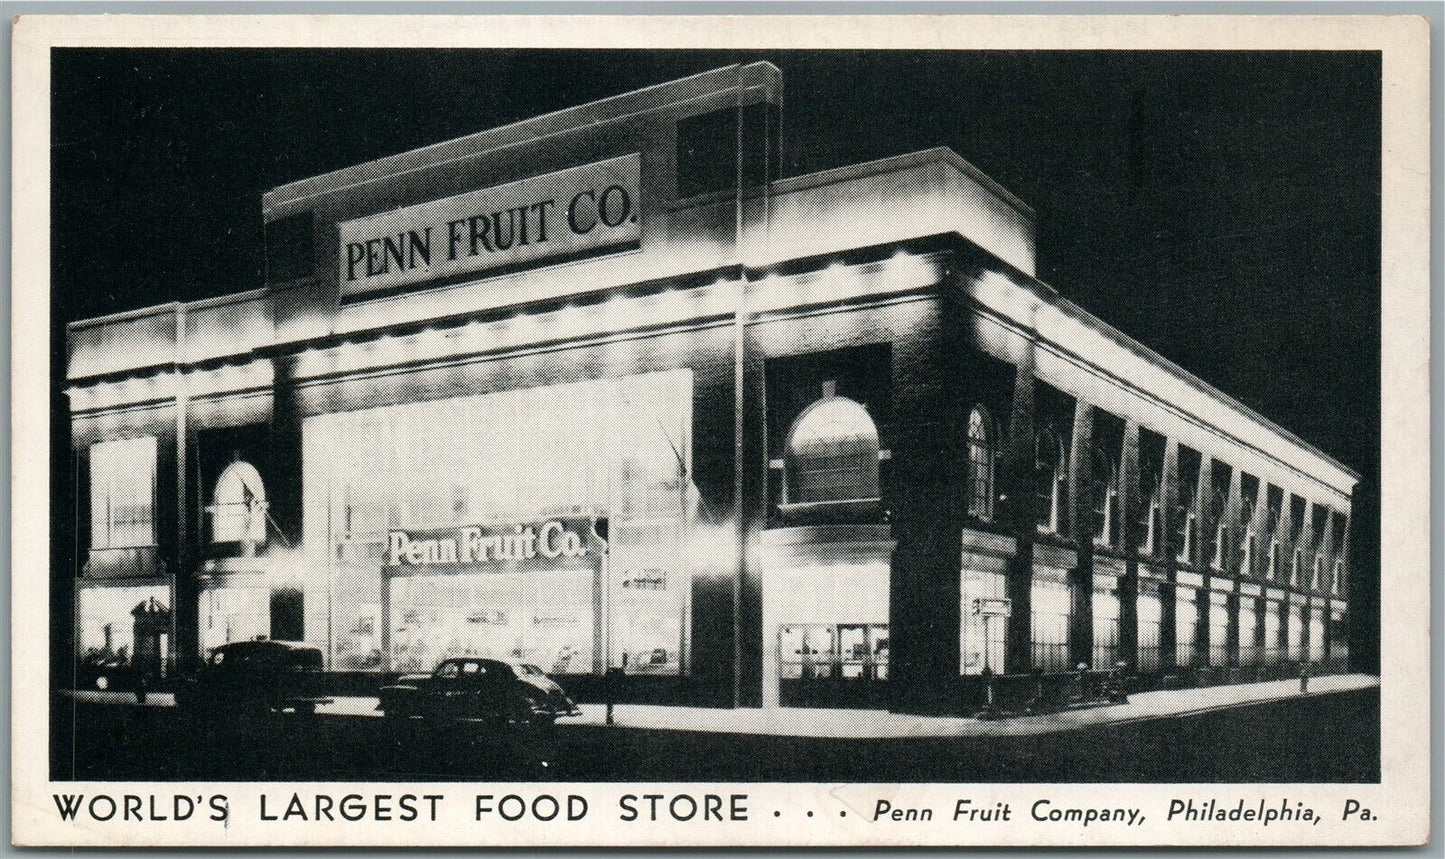 PENN FRUIT CO.
Penn Fruit Co.
WORLD'S LARGEST FOOD STORE . . . Penn Fruit Company, Philadelphia, Pa.